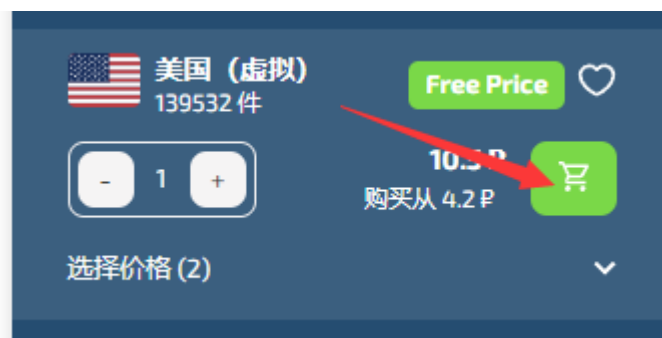 美国（虚拟）
139532 件
Free Price
- 1 +
购买从 4.2 ₽
选择价格 (2)